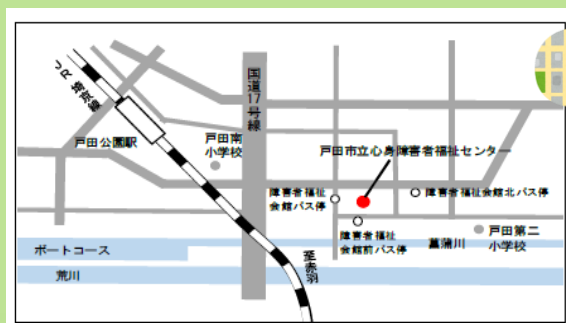 JR 埼京線
国道17号線
戸田公園駅
戸田南
小学校
戸田市立心身障害者福祉センター
障害者福祉
会館バス停
障害者福祉会館北バス停
障害者福祉
会館前バス停
戸田第二
小学校
菖蒲川
ボートコース
至赤羽
荒川